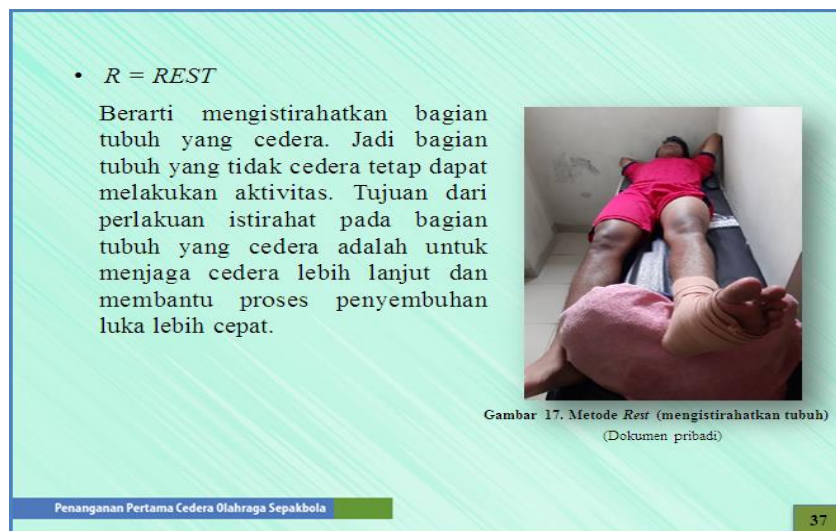 • R = REST
Berarti mengistirahatkan bagian
tubuh yang cedera. Jadi bagian
tubuh yang tidak cedera tetap dapat
melakukan aktivitas. Tujuan dari
perlakuan istirahat pada bagian
tubuh yang cedera adalah untuk
menjaga cedera lebih lanjut dan
membantu proses penyembuhan
luka lebih cepat.
Gambar 17. Metode Rest (mengistirahatkan tubuh)
(Dokumen pribadi)
Penanganan Pertama Cedera Olahraga Sepakbola
37